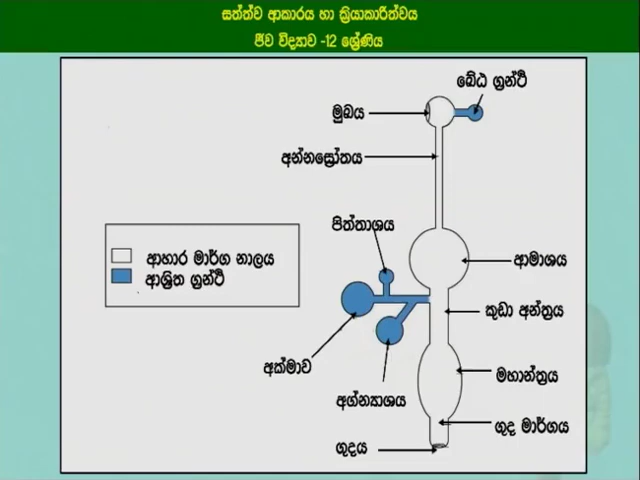 සත්ත්ව ආකාරය හා ක්‍රියාකාරීත්වය
ජීව විද්‍යාව -12 ශ්‍රේණිය
ඛේඨ ග්‍රන්ථි
මුඛය
අන්නස්‍රෝතය
පිත්තාශය
ආහාර මාර්ග නාලය
ආශ්‍රිත ග්‍රන්ථි
ආමාශය
කුඩා අන්ත්‍රය
අක්මාව
මහාන්ත්‍රය
අග්න්‍යාශය
ගුද මාර්ගය
ගුදය